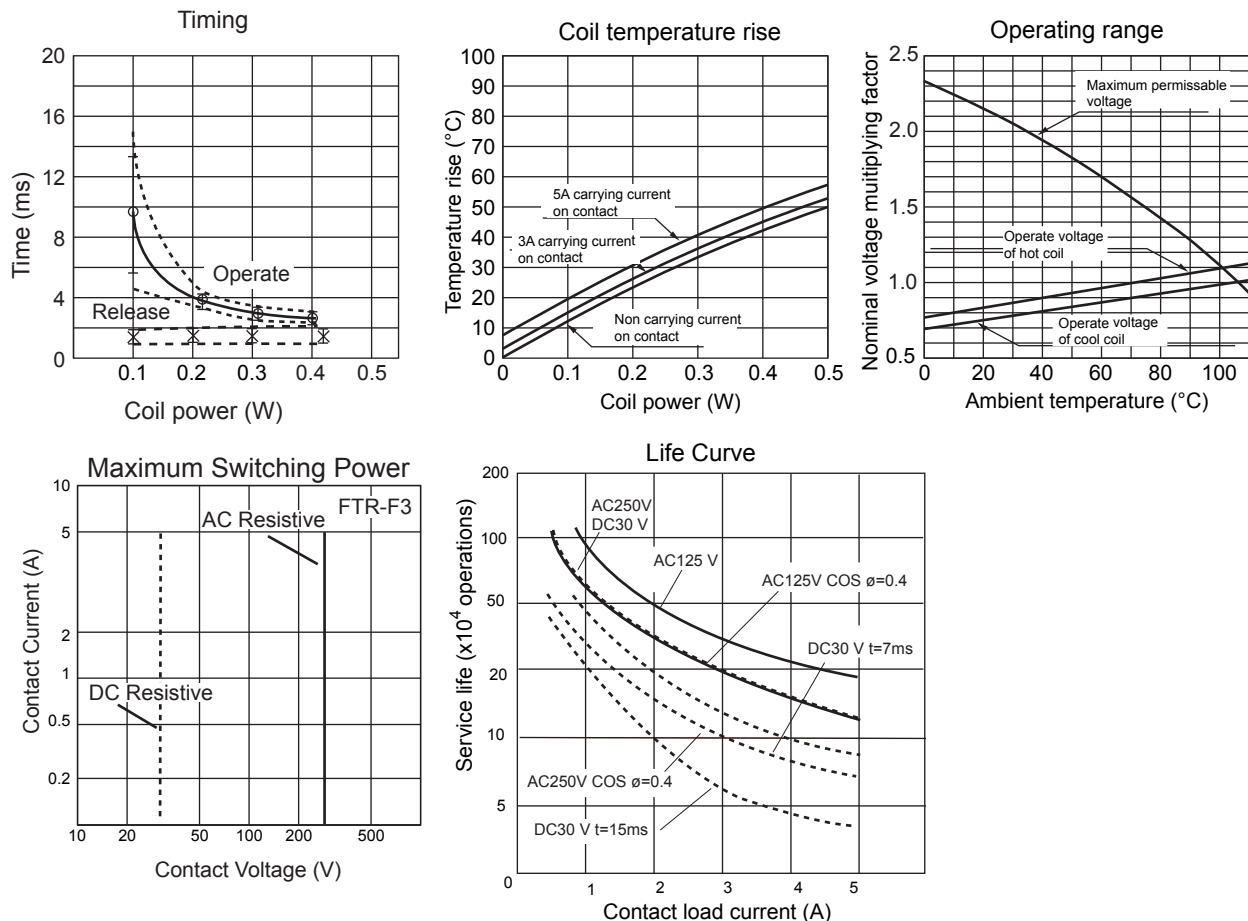 Timing
20
16
12
8
4
0
Time (ms)
Operate
Release
0.1
0.2
0.3
0.4
0.5
Coil power (W)
Coil temperature rise
100
90
80
70
60
50
40
30
20
10
0
Temperature rise (°C)
5A carrying current
on contact
3A carrying current
on contact
Non carrying current
on contact
0
0.1
0.2
0.3
0.4
0.5
Coil power (W)
Operating range
2.5
2.0
1.5
1.0
0.5
Nominal voltage multiplying factor
Maximum permissable
voltage
Operate voltage
of hot coil
Operate voltage
of cool coil
0
20
40
60
80
100
Ambient temperature (°C)
Maximum Switching Power
10
5
2
1
0.5
0.2
Contact Current (A)
FTR-F3
AC Resistive
DC Resistive
10
20
50
100
200
500
Contact Voltage (V)
Life Curve
200
100
50
20
10
5
0
Service life (x10⁴ operations)
AC250V
DC30 V
AC125 V
AC125V COS ø=0.4
DC30 V t=7ms
AC250V COS ø=0.4
DC30 V t=15ms
1
2
3
4
5
Contact load current (A)